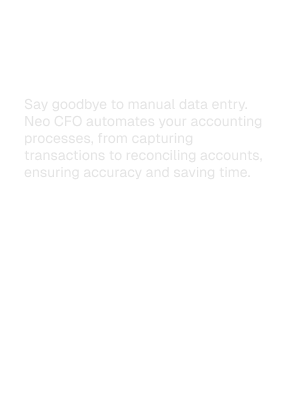 Say goodbye to manual data entry.
Neo CFO automates your accounting
processes, from capturing
transactions to reconciling accounts,
ensuring accuracy and saving time.